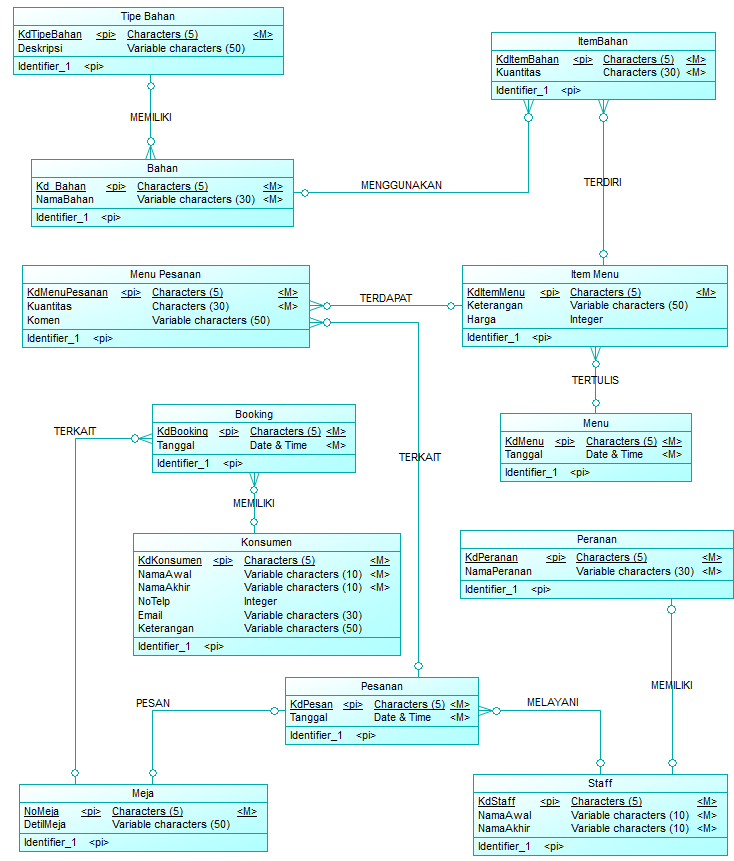 Tipe Bahan
KdTipeBahan <pi> Characters (5) <M>
Deskripsi Variable characters (50)
Identifier_1 <pi>
ItemBahan
KdItemBahan <pi> Characters (5) <M>
Kuantitas Characters (30) <M>
Identifier_1 <pi>
MEMILIKI
Bahan
Kd_Bahan <pi> Characters (5) <M>
NamaBahan Variable characters (30) <M>
Identifier_1 <pi>
MENGGUNAKAN
TERDIRI
Menu Pesanan
KdMenuPesanan <pi> Characters (5) <M>
Kuantitas Characters (30) <M>
Komen Variable characters (50)
Identifier_1 <pi>
TERDAPAT
Item Menu
KdItemMenu <pi> Characters (5) <M>
Keterangan Variable characters (50)
Harga Integer
Identifier_1 <pi>
TERTULIS
Menu
KdMenu <pi> Characters (5) <M>
Tanggal Date & Time <M>
Identifier_1 <pi>
TERKAIT
Booking
KdBooking <pi> Characters (5) <M>
Tanggal Date & Time <M>
Identifier_1 <pi>
TERKAIT
MEMILIKI
Konsumen
KdKonsumen <pi> Characters (5) <M>
NamaAwal Variable characters (10) <M>
NamaAkhir Variable characters (10) <M>
NoTelp Integer
Email Variable characters (30)
Keterangan Variable characters (50)
Identifier_1 <pi>
Peranan
KdPeranan <pi> Characters (5) <M>
NamaPeranan Variable characters (30) <M>
Identifier_1 <pi>
MEMILIKI
Pesanan
KdPesan <pi> Characters (5) <M>
Tanggal Date & Time <M>
Identifier_1 <pi>
PESAN
MELAYANI
Meja
NoMeja <pi> Characters (5) <M>
DetilMeja Variable characters (50)
Identifier_1 <pi>
Staff
KdStaff <pi> Characters (5) <M>
NamaAwal Variable characters (10) <M>
NamaAkhir Variable characters (10) <M>
Identifier_1 <pi>